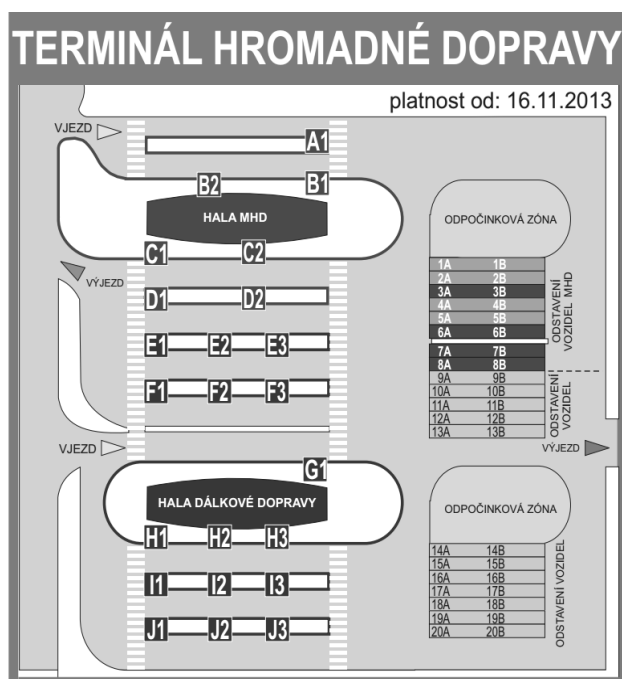 TERMINÁL HROMADNÉ DOPRAVY
platnost od: 16.11.2013
VJEZD
A1
B2
B1
HALA MHD
C1
C2
VÝJEZD
D1
D2
E1
E2
E3
F1
F2
F3
ODPOČINKOVÁ ZÓNA
1A 1B
2A 2B
3A 3B
4A 4B
5A 5B
6A 6B
7A 7B
8A 8B
ODSTAVENÍ
VOZIDEL MHD
9A 9B
10A 10B
11A 11B
12A 12B
13A 13B
ODSTAVENÍ
VOZIDEL
VJEZD
VÝJEZD
G1
HALA DÁLKOVÉ DOPRAVY
H1
H2
H3
I1
I2
I3
J1
J2
J3
ODPOČINKOVÁ ZÓNA
14A 14B
15A 15B
16A 16B
17A 17B
18A 18B
19A 19B
20A 20B
ODSTAVENÍ VOZIDEL